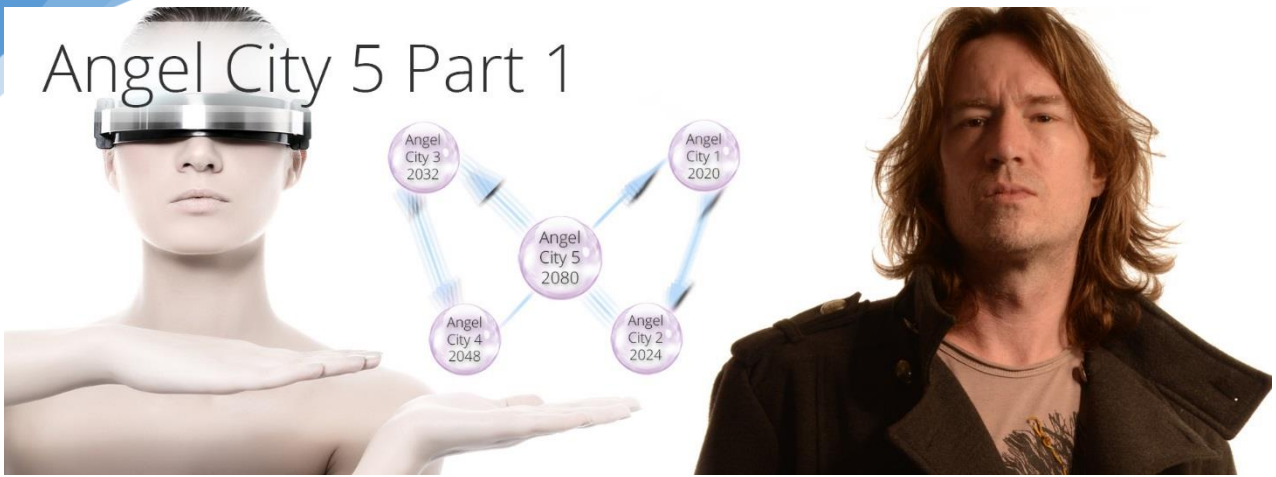 Angel City 5 Part 1
Angel
City 3
2032
Angel
City 1
2020
Angel
City 5
2080
Angel
City 4
2048
Angel
City 2
2024